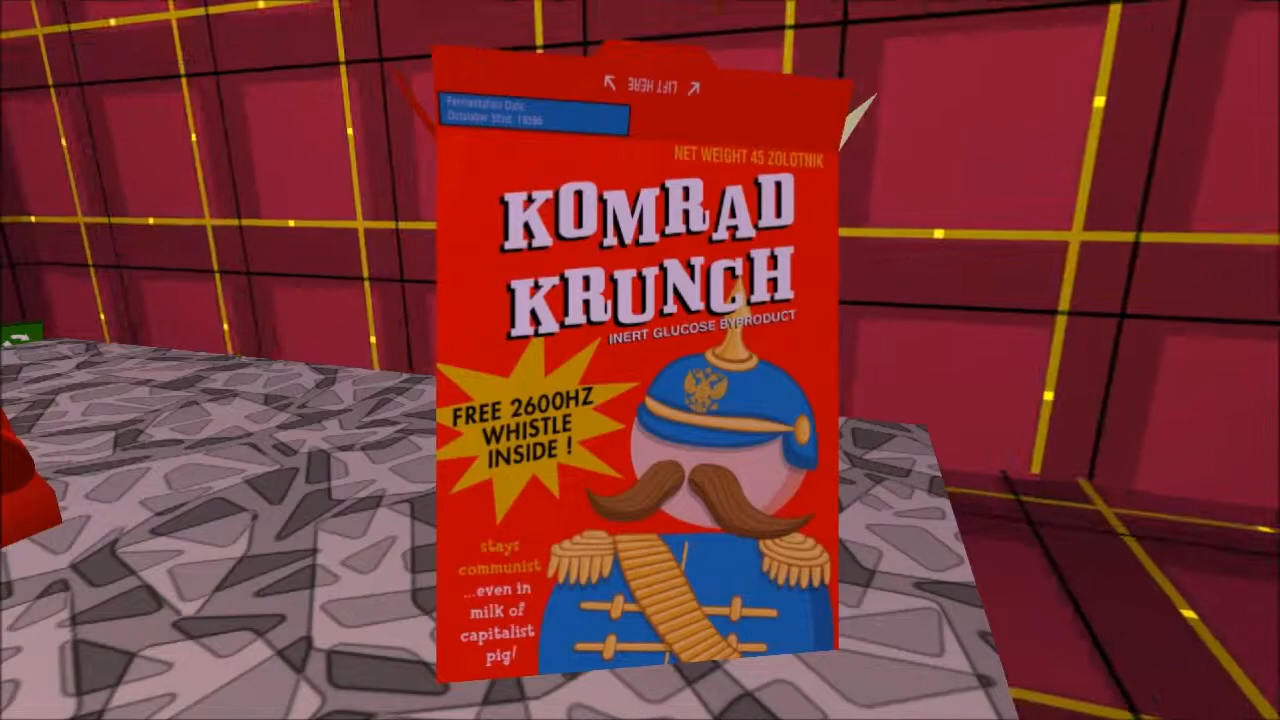 LIFT HERE
NET WEIGHT 45 ZOLOTNIK
KOMRAD
KRUNCH
INERT GLUCOSE BYPRODUCT
FREE 2600HZ
WHISTLE
INSIDE !
stays
communist
...even in
milk of
capitalist
pig!